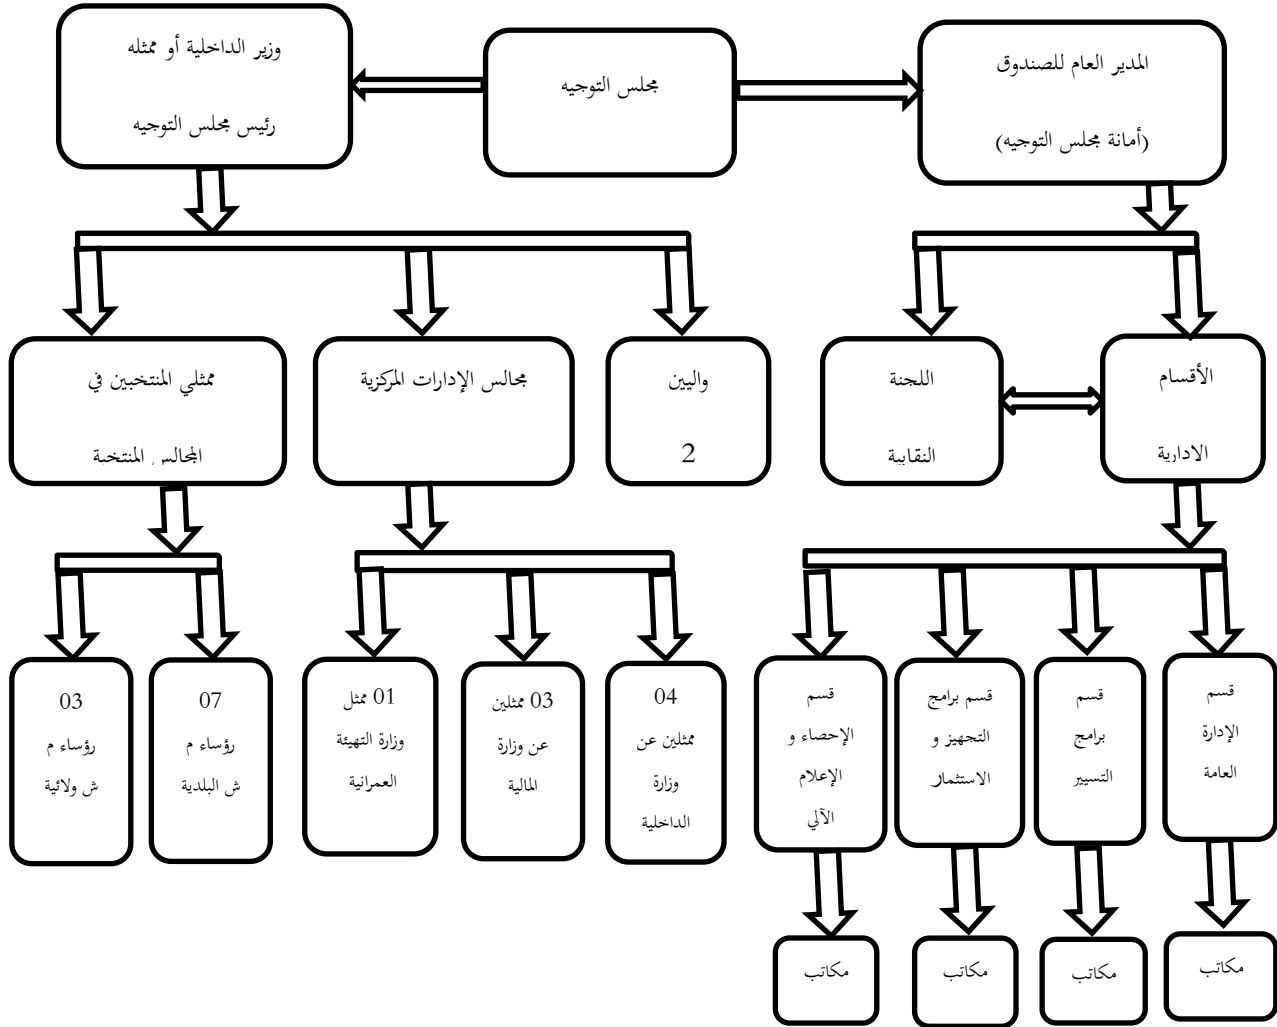 المدير العام للصندوق
(أمانة مجلس التوجيه)
مجلس التوجيه
وزير الداخلية أو ممثله
رئيس مجلس التوجيه
الأقسام
الادارية
اللجنة
النقابية
واليين
2
مجالس الإدارات المركزية
ممثلي المنتخبين في
المجالس المنتخبة
قسم
الإدارة
العامة
قسم
برامج
التسيير
قسم برامج
التجهيز و
الاستثمار
قسم
الإحصاء و
الإعلام
الآلي
04
ممثلين عن
وزارة
الداخلية
03 ممثلين
عن وزارة
المالية
01 ممثل
وزارة التهيئة
العمرانية
07
رؤساء م
ش البلدية
03
رؤساء م
ش ولائية
مكاتب
مكاتب
مكاتب
مكاتب